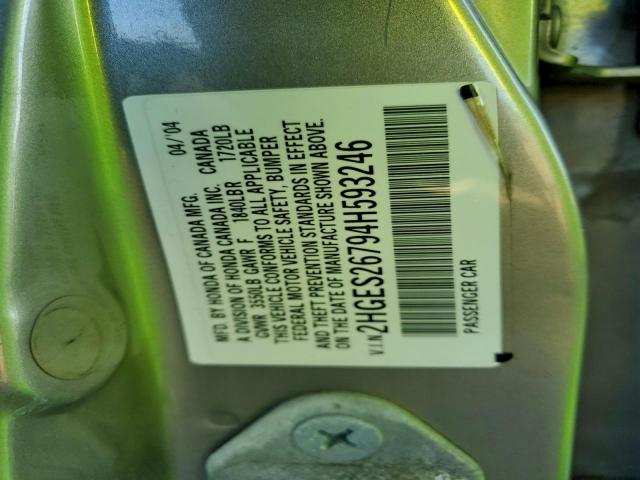 MFD. BY HONDA OF CANADA MFG. 04/04
A DIVISION OF HONDA CANADA INC. CANADA
GVWR 3550LB GAWR F 1840LBR 1720LB
THIS VEHICLE CONFORMS TO ALL APPLICABLE
FEDERAL MOTOR VEHICLE SAFETY, BUMPER
AND THEFT PREVENTION STANDARDS IN EFFECT
ON THE DATE OF MANUFACTURE SHOWN ABOVE.
V.I.N 2HGES26794H593246
PASSENGER CAR